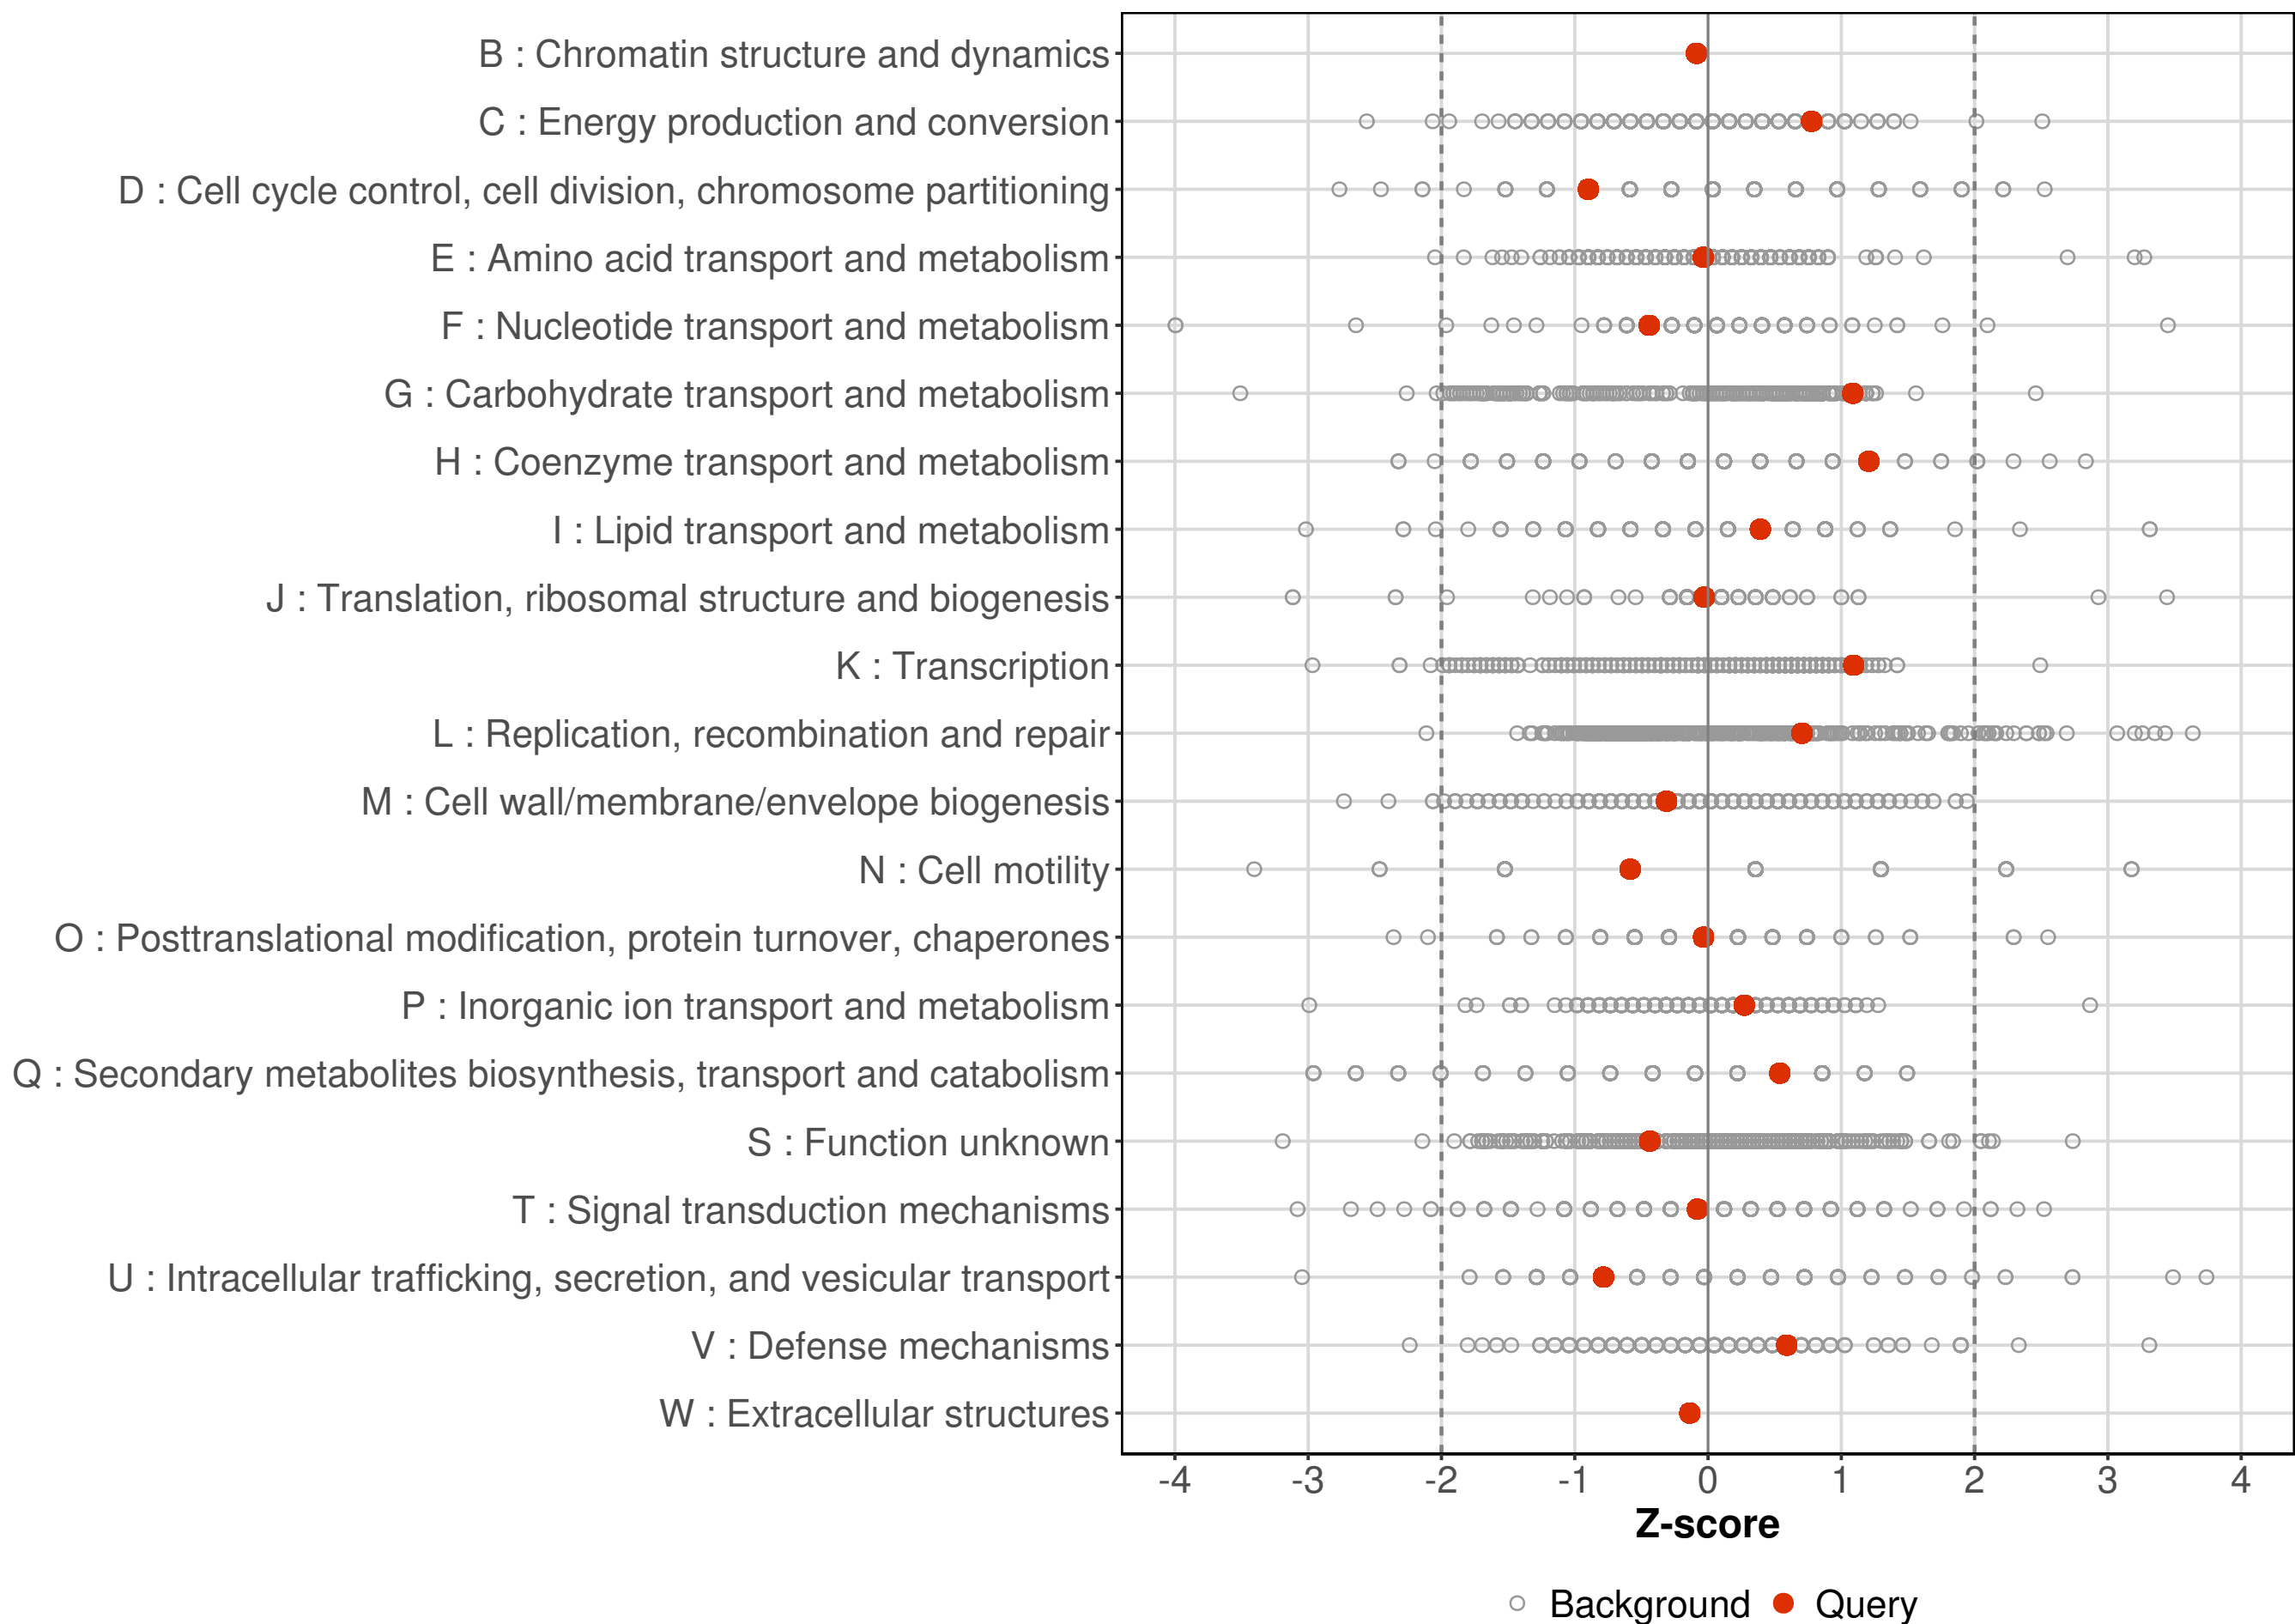 B : Chromatin structure and dynamics
C : Energy production and conversion
D : Cell cycle control, cell division, chromosome partitioning
E : Amino acid transport and metabolism
F : Nucleotide transport and metabolism
G : Carbohydrate transport and metabolism
H : Coenzyme transport and metabolism
I : Lipid transport and metabolism
J : Translation, ribosomal structure and biogenesis
K : Transcription
L : Replication, recombination and repair
M : Cell wall/membrane/envelope biogenesis
N : Cell motility
O : Posttranslational modification, protein turnover, chaperones
P : Inorganic ion transport and metabolism
Q : Secondary metabolites biosynthesis, transport and catabolism
S : Function unknown
T : Signal transduction mechanisms
U : Intracellular trafficking, secretion, and vesicular transport
V : Defense mechanisms
W : Extracellular structures
-4 -3 -2 -1 0 1 2 3 4
Z-score
Background Query